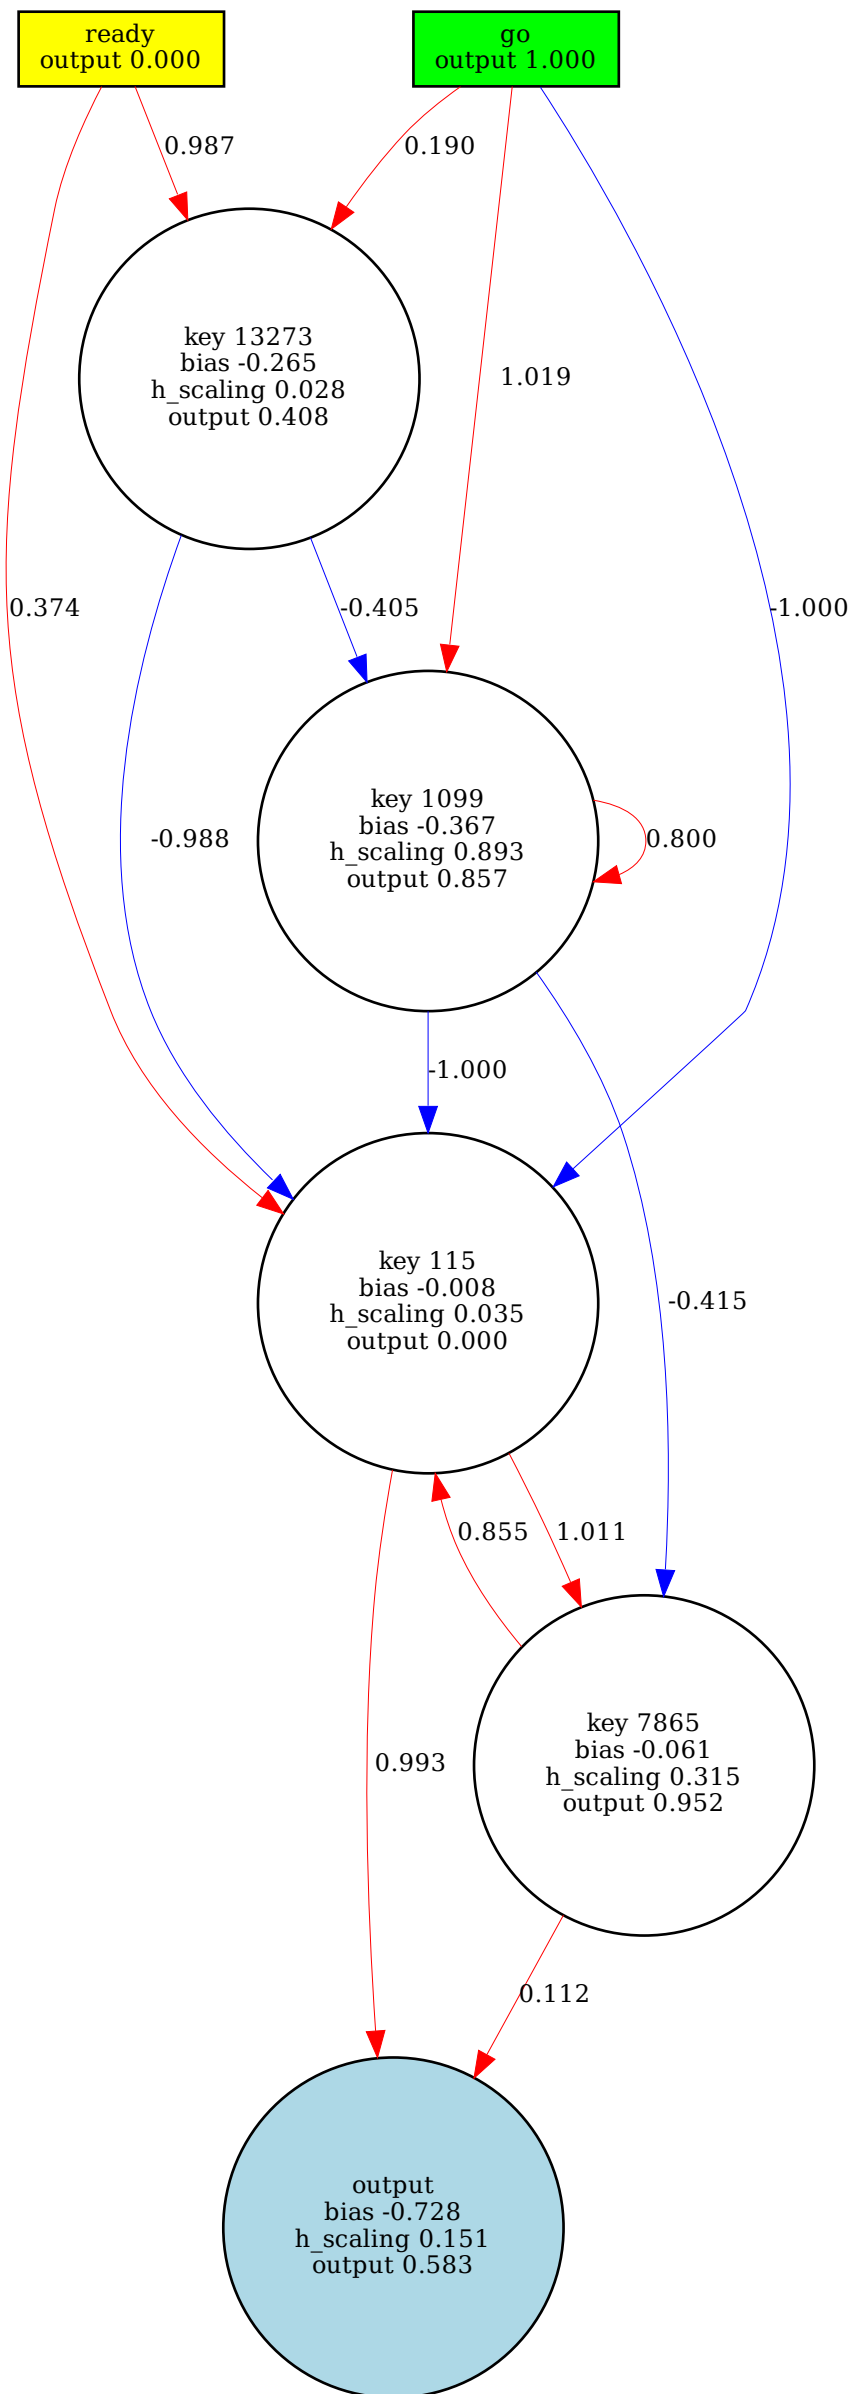 ready
output 0.000
go
output 1.000
0.987
0.190
key 13273
bias -0.265
h_scaling 0.028
output 0.408
1.019
0.374
-0.405
-1.000
key 1099
bias -0.367
h_scaling 0.893
output 0.857
-0.988
0.800
-1.000
key 115
bias -0.008
h_scaling 0.035
output 0.000
-0.415
0.855
1.011
key 7865
bias -0.061
h_scaling 0.315
output 0.952
0.993
0.112
output
bias -0.728
h_scaling 0.151
output 0.583